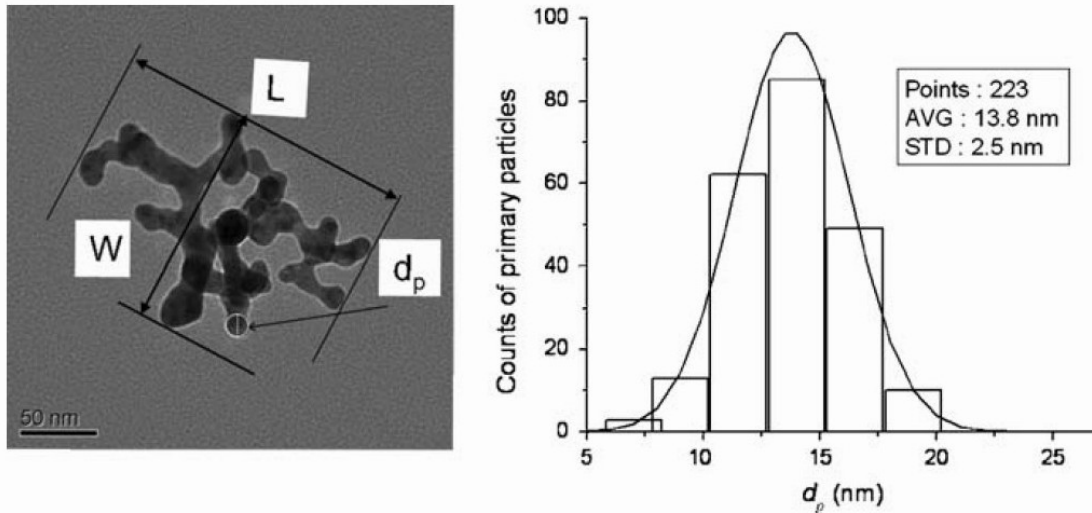 L
W
d_p
50 nm
Counts of primary particles
100
80
60
40
20
0
Points : 223
AVG : 13.8 nm
STD : 2.5 nm
5
10
15
20
25
d_p (nm)